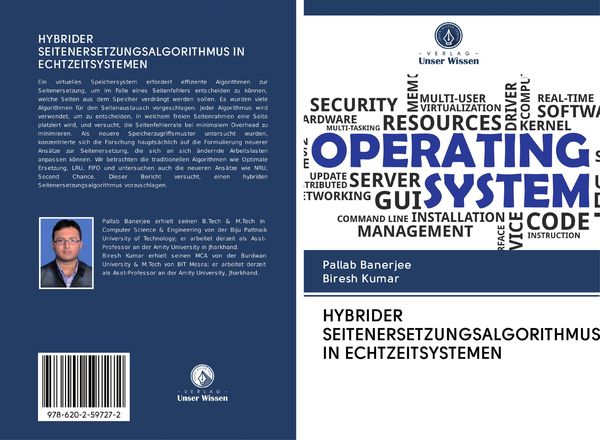 HYBRIDER
SEITENERSETZUNGSALGORITHMUS IN
ECHTZEITSYSTEMEN
Ein virtuelles Speichersystem erfordert effiziente Algorithmen zur
Seitenersetzung, um im Falle eines Seitenfehlers entscheiden zu können,
welche Seiten aus dem Speicher verdrängt werden sollen. Es wurden viele
Algorithmen für den Seitenaustausch vorgeschlagen. Jeder Algorithmus wird
verwendet, um zu entscheiden, in welchem freien Seitenrahmen eine Seite
platziert wird, und versucht, die Seitenfehlerrate bei minimalem Overhead zu
minimieren. Als neuere Speicherzugriffsmuster untersucht wurden,
konzentrierte sich die Forschung hauptsächlich auf die Formulierung neuerer
Ansätze zur Seitenersetzung, die sich an sich ändernde Arbeitslasten
anpassen können. Wir betrachten die traditionellen Algorithmen wie Optimale
Ersetzung, LRU, FIFO und untersuchen auch die neueren Ansätze wie NRU,
Second Chance. Dieser Bericht versucht, einen hybriden
Seitenersetzungsalgorithmus vorzuschlagen.
Pallab Banerjee erhielt seinen B.Tech & M.Tech in
Computer Science & Engineering von der Biju Pattnaik
University of Technology; er arbeitet derzeit als Asst-
Professor an der Amity University in Jharkhand.
Biresh Kumar erhielt seinen MCA von der Burdwan
University & M.Tech von BIT Mesra; er arbeitet derzeit
als Asst-Professor an der Amity University, Jharkhand.
978-620-2-59727-2
VERLAG
Unser Wissen
VERLAG
Unser Wissen
SECURITY
MEMO
MULTI-USER
VIRTUALIZATION
DRIVER
COMPU
REAL-TIME
SOFTWA
ARDWARE
MULTI-TASKING
RESOURCES
KERNEL
OPERATING
SYSTEM
UPDATE
TRIBUTED
ETWORKING
SERVER
GUI
COMMAND LINE
INSTALLATION
MANAGEMENT
RFACE
VICE
CODE
INSTRUCTION
Pallab Banerjee
Biresh Kumar
HYBRIDER
SEITENERSETZUNGSALGORITHMUS
IN ECHTZEITSYSTEMEN